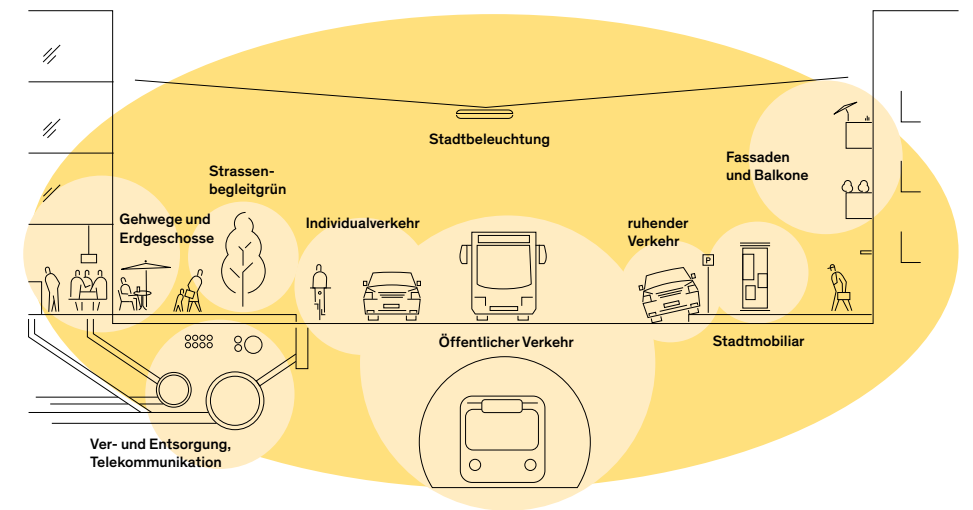 Stadtbeleuchtung
Fassaden
und Balkone
Strassen-
begleitgrün
Gehwege und
Erdgeschosse
Individualverkehr
ruhender
Verkehr
P
Öffentlicher Verkehr
Stadtmobiliar
Ver- und Entsorgung,
Telekommunikation